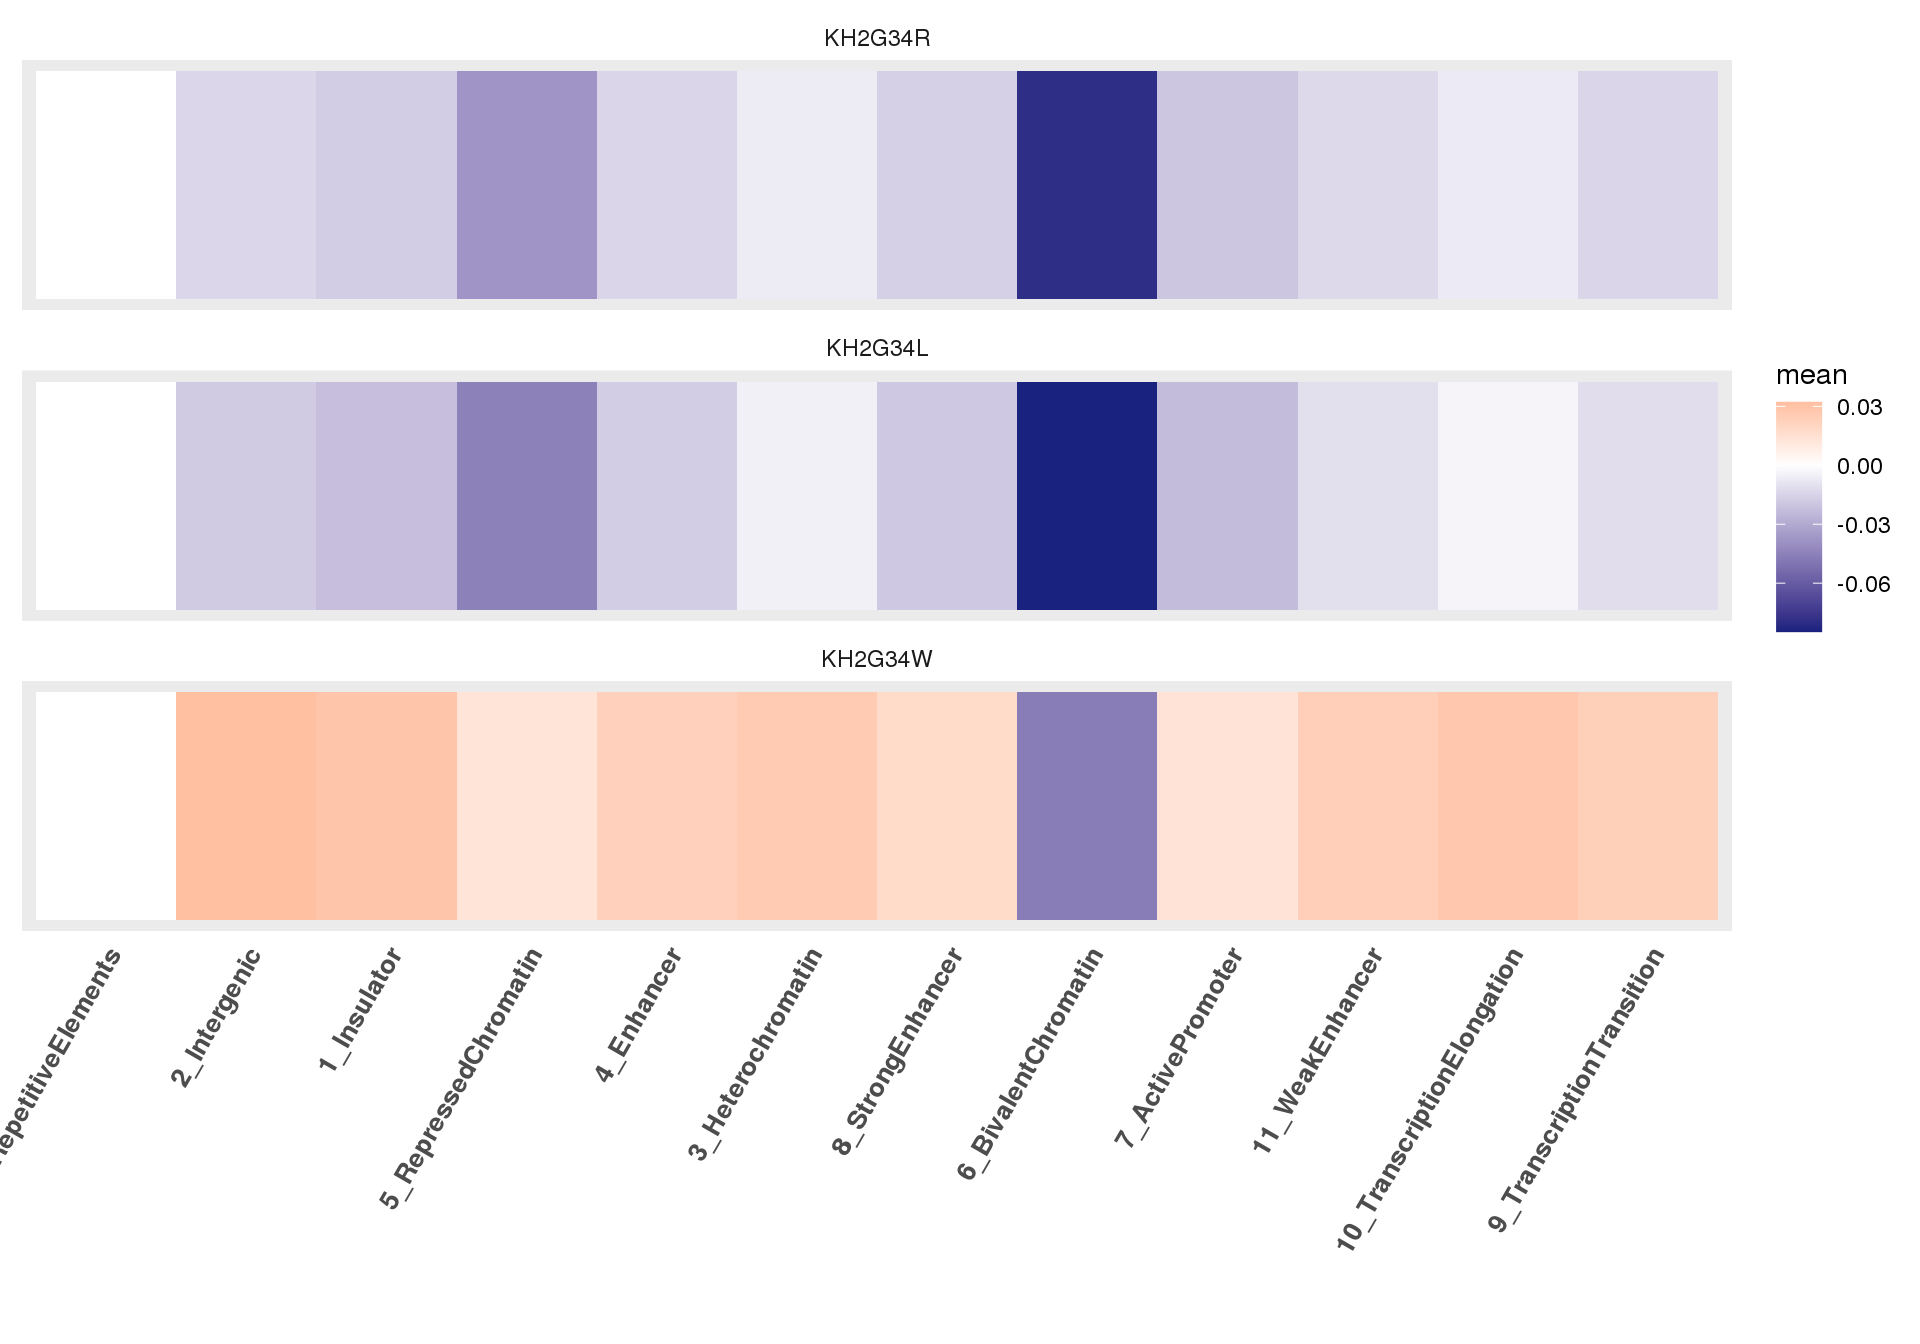 KH2G34R
KH2G34L
mean
0.03
0.00
-0.03
-0.06
KH2G34W
epetitiveElements
2_Intergenic
1_Insulator
5_RepressedChromatin
4_Enhancer
3_Heterochromatin
8_StrongEnhancer
6_BivalentChromatin
7_ActivePromoter
11_WeakEnhancer
10_TranscriptionElongation
9_TranscriptionTransition